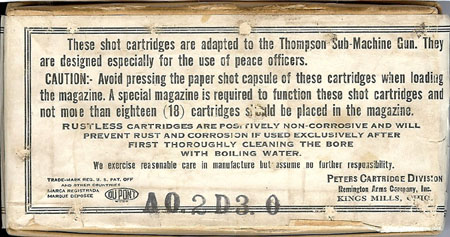 These shot cartridges are adapted to the Thompson Sub-Machine Gun. They
are designed especially for the use of peace officers.
CAUTION:- Avoid pressing the paper shot capsule of these cartridges when loading
the magazine. A special magazine is required to function these shot cartridges and
not more than eighteen (18) cartridges should be placed in the magazine.
RUSTLESS CARTRIDGES ARE POSITIVELY NON-CORROSIVE AND WILL
PREVENT RUST AND CORROSION IF USED EXCLUSIVELY AFTER
FIRST THOROUGHLY CLEANING THE BORE
WITH BOILING WATER.
We exercise reasonable care in manufacture but assume no further responsibility.
TRADE-MARK REG. U.S. PAT. OFF
AND OTHER COUNTRIES
MARCA REGISTRADA
MARQUE DEPOSEE
DU PONT
PETERS CARTRIDGE DIVISION
Remington Arms Company, Inc.
KINGS MILLS, OHIO.
A0.2D3.0